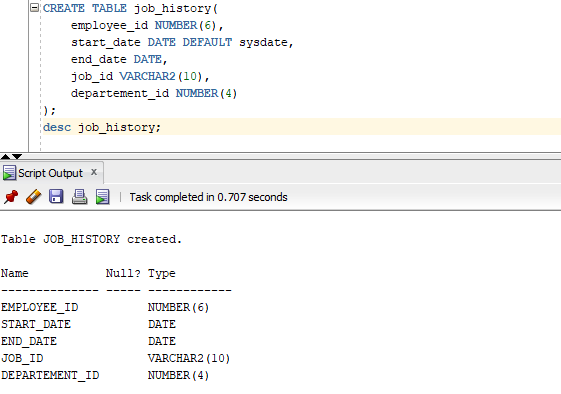 CREATE TABLE job_history(
employee_id NUMBER(6),
start_date DATE DEFAULT sysdate,
end_date DATE,
job_id VARCHAR2(10),
departement_id NUMBER(4)
);
desc job_history;
Script Output x
Task completed in 0.707 seconds
Table JOB_HISTORY created.
Name Null? Type
-------------- ----- ------------
EMPLOYEE_ID NUMBER(6)
START_DATE DATE
END_DATE DATE
JOB_ID VARCHAR2(10)
DEPARTEMENT_ID NUMBER(4)